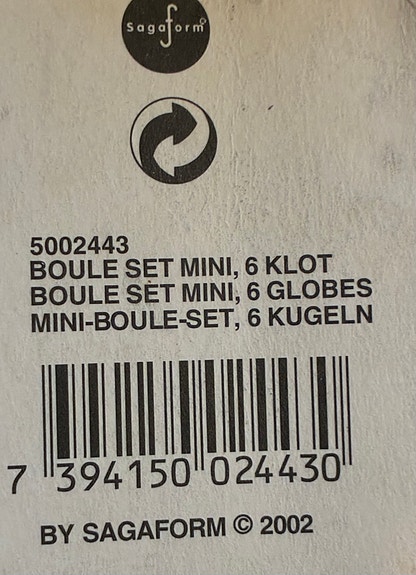 Sagaform®
5002443
BOULE SET MINI, 6 KLOT
BOULE SET MINI, 6 GLOBES
MINI-BOULE-SET, 6 KUGELN
7 394150 024430
BY SAGAFORM © 2002